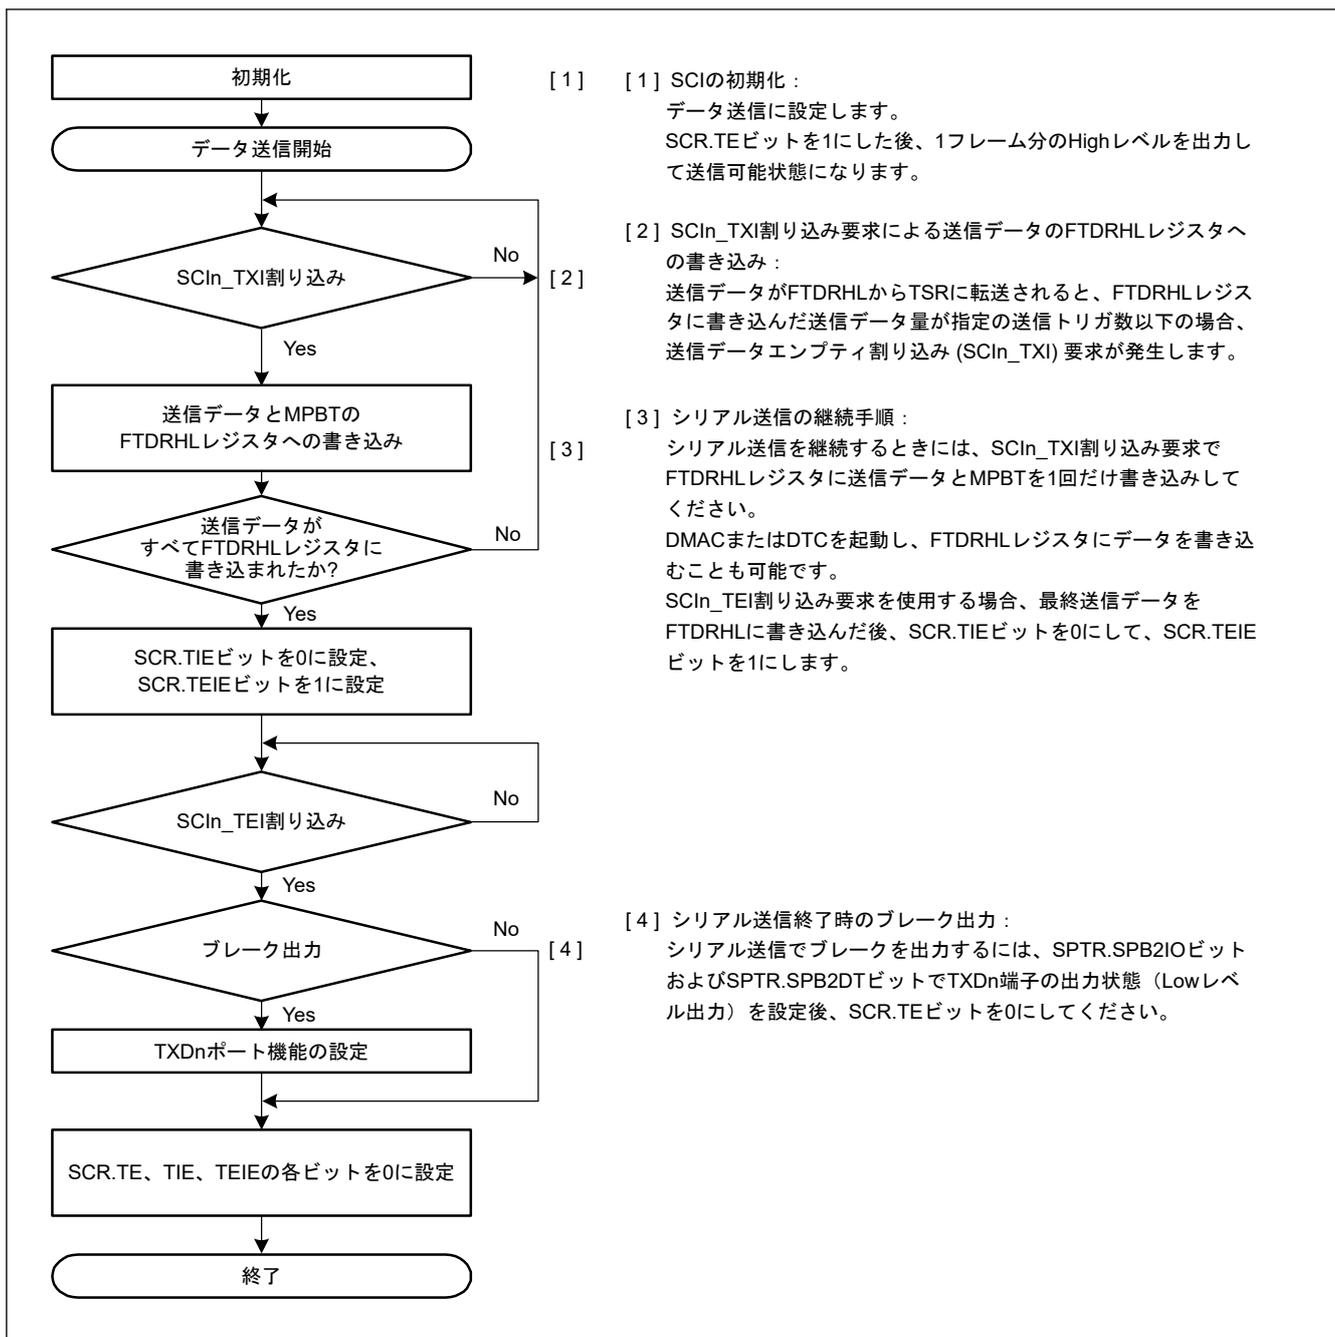 初期化
[ 1 ]
データ送信開始
SCIn_TXI割り込み
No
[ 2 ]
Yes
送信データとMPBTの
FTDRHLレジスタへの書き込み
[ 3 ]
送信データが
すべてFTDRHLレジスタに
書き込まれたか?
No
Yes
SCR.TIEビットを0に設定、
SCR.TEIEビットを1に設定
SCIn_TEI割り込み
No
Yes
ブレーク出力
No
[ 4 ]
Yes
TXDnポート機能の設定
SCR.TE、TIE、TEIEの各ビットを0に設定
終了
[ 1 ] SCIの初期化：
データ送信に設定します。
SCR.TEビットを1にした後、1フレーム分のHighレベルを出力し
て送信可能状態になります。
[ 2 ] SCIn_TXI割り込み要求による送信データのFTDRHLレジスタへ
の書き込み：
送信データがFTDRHLからTSRに転送されると、FTDRHLレジス
タに書き込んだ送信データ量が指定の送信トリガ数以下の場合、
送信データエンプティ割り込み (SCIn_TXI) 要求が発生します。
[ 3 ] シリアル送信の継続手順：
シリアル送信を継続するときには、SCIn_TXI割り込み要求で
FTDRHLレジスタに送信データとMPBTを1回だけ書き込みして
ください。
DMACまたはDTCを起動し、FTDRHLレジスタにデータを書き込
むことも可能です。
SCIn_TEI割り込み要求を使用する場合、最終送信データを
FTDRHLに書き込んだ後、SCR.TIEビットを0にして、SCR.TEIE
ビットを1にします。
[ 4 ] シリアル送信終了時のブレーク出力：
シリアル送信でブレークを出力するには、SPTR.SPB2IOビット
およびSPTR.SPB2DTビットでTXDn端子の出力状態（Lowレベ
ル出力）を設定後、SCR.TEビットを0にしてください。